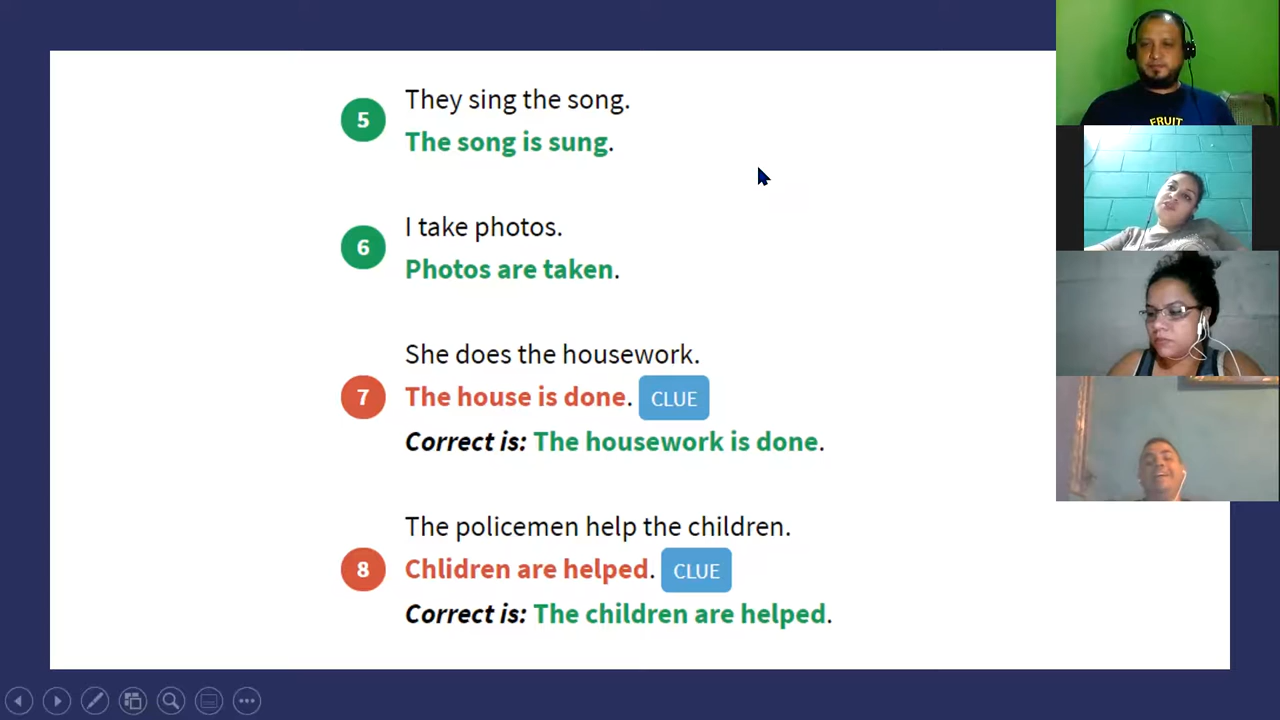 5
They sing the song.
The song is sung.
6
I take photos.
Photos are taken.
She does the housework.
7
The house is done. CLUE
Correct is: The housework is done.
The policemen help the children.
8
Chlidren are helped. CLUE
Correct is: The children are helped.
FRUIT